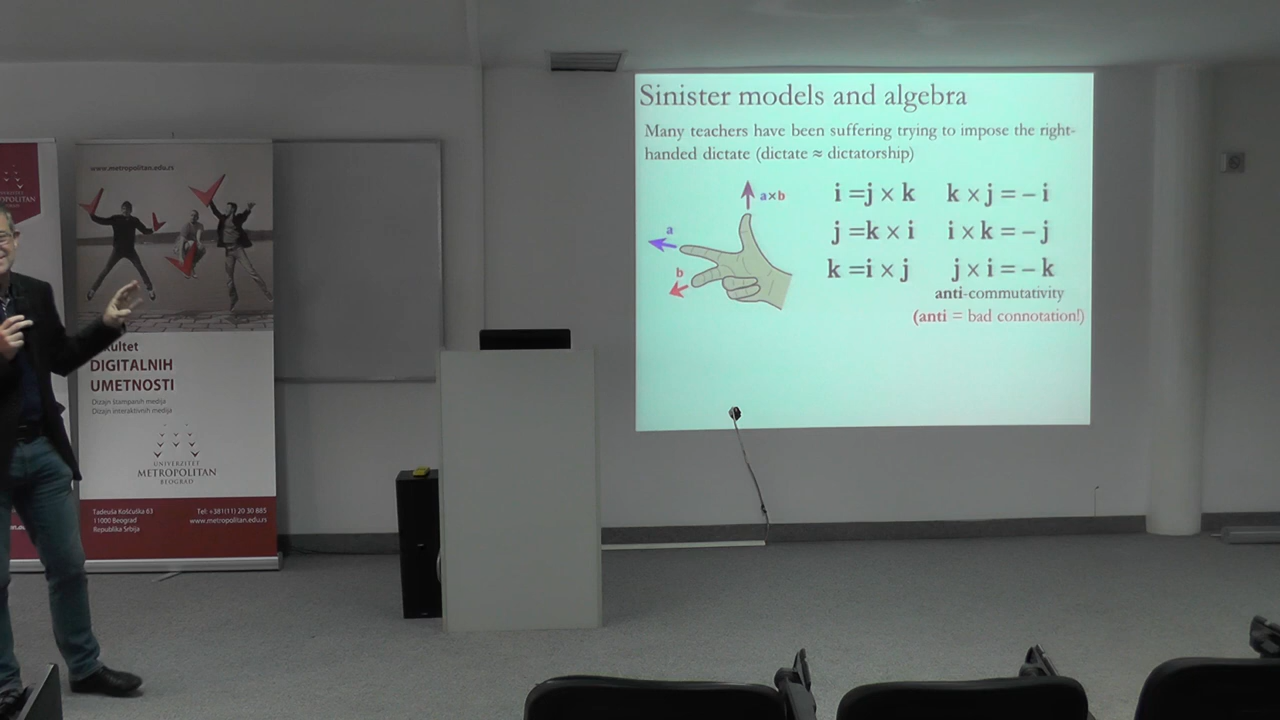 Sinister models and algebra
Many teachers have been suffering trying to impose the right-
handed dictate (dictate ≈ dictatorship)
a×b
a
b
i =j × k    k × j = – i
j =k × i    i × k = – j
k =i × j    j × i = – k
anti-commutativity
(anti = bad connotation!)
www.metropolitan.edu.rs
kultet
DIGITALNIH
UMETNOSTI
Dizajn štampanih medija
Dizajn interaktivnih medija
UNIVERZITET
METROPOLITAN
BEOGRAD
Tadeuša Košćuška 63
11000 Beograd
Republika Srbija
Tel: +381(11) 20 30 885
www.metropolitan.edu.rs